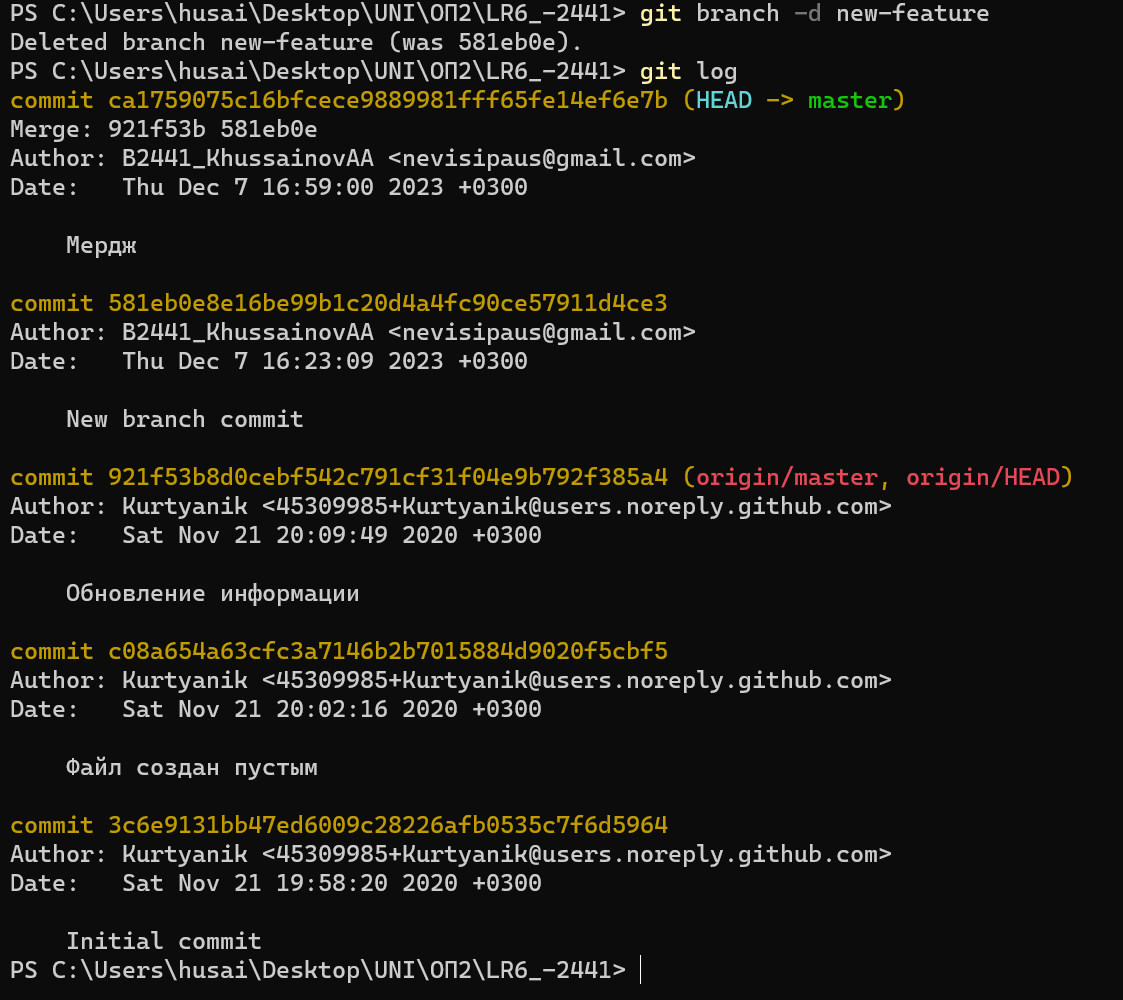 PS C:\Users\husai\Desktop\UNI\ОП2\LR6_-2441> git branch -d new-feature
Deleted branch new-feature (was 581eb0e).
PS C:\Users\husai\Desktop\UNI\ОП2\LR6_-2441> git log
commit ca1759075c16bfcece9889981fff65fe14ef6e7b (HEAD -> master)
Merge: 921f53b 581eb0e
Author: B2441_KhussainovAA <nevisipaus@gmail.com>
Date:   Thu Dec 7 16:59:00 2023 +0300
    Мердж
commit 581eb0e8e16be99b1c20d4a4fc90ce57911d4ce3
Author: B2441_KhussainovAA <nevisipaus@gmail.com>
Date:   Thu Dec 7 16:23:09 2023 +0300
    New branch commit
commit 921f53b8d0cebf542c791cf31f04e9b792f385a4 (origin/master, origin/HEAD)
Author: Kurtyanik <45309985+Kurtyanik@users.noreply.github.com>
Date:   Sat Nov 21 20:09:49 2020 +0300
    Обновление информации
commit c08a654a63cfc3a7146b2b7015884d9020f5cbf5
Author: Kurtyanik <45309985+Kurtyanik@users.noreply.github.com>
Date:   Sat Nov 21 20:02:16 2020 +0300
    Файл создан пустым
commit 3c6e9131bb47ed6009c28226afb0535c7f6d5964
Author: Kurtyanik <45309985+Kurtyanik@users.noreply.github.com>
Date:   Sat Nov 21 19:58:20 2020 +0300
    Initial commit
PS C:\Users\husai\Desktop\UNI\ОП2\LR6_-2441>